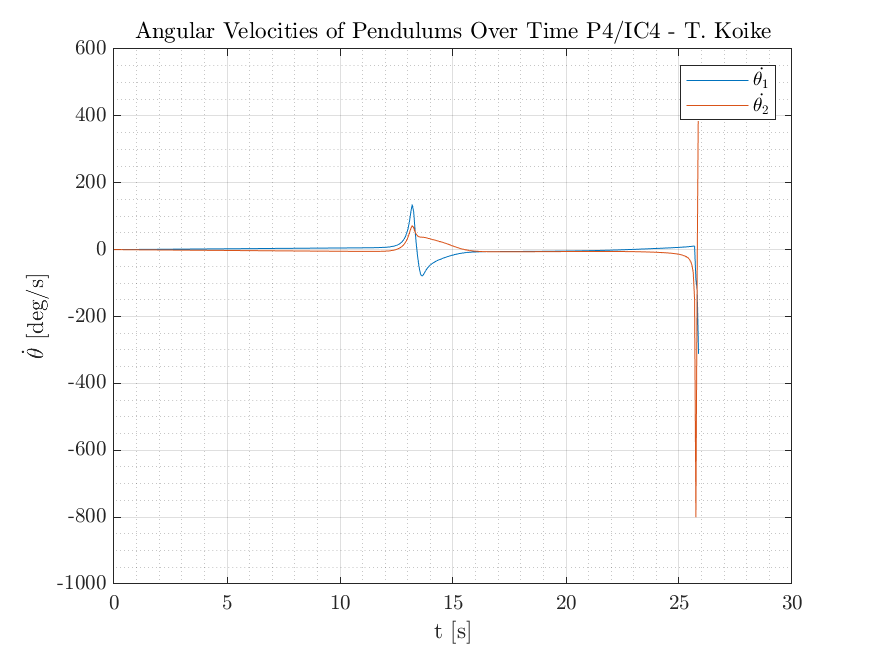 Angular Velocities of Pendulums Over Time P4/IC4 - T. Koike
600
400
200
0
-200
-400
-600
-800
-1000
θ̇ [deg/s]
θ̇₁
θ̇₂
0 5 10 15 20 25 30
t [s]